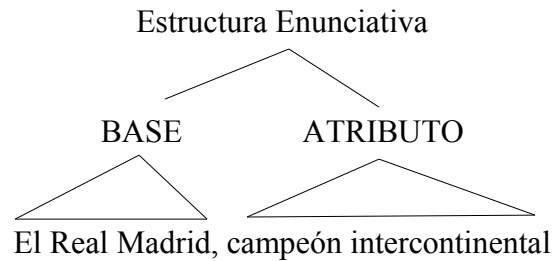 Estructura Enunciativa
BASE ATRIBUTO
El Real Madrid, campeón intercontinental